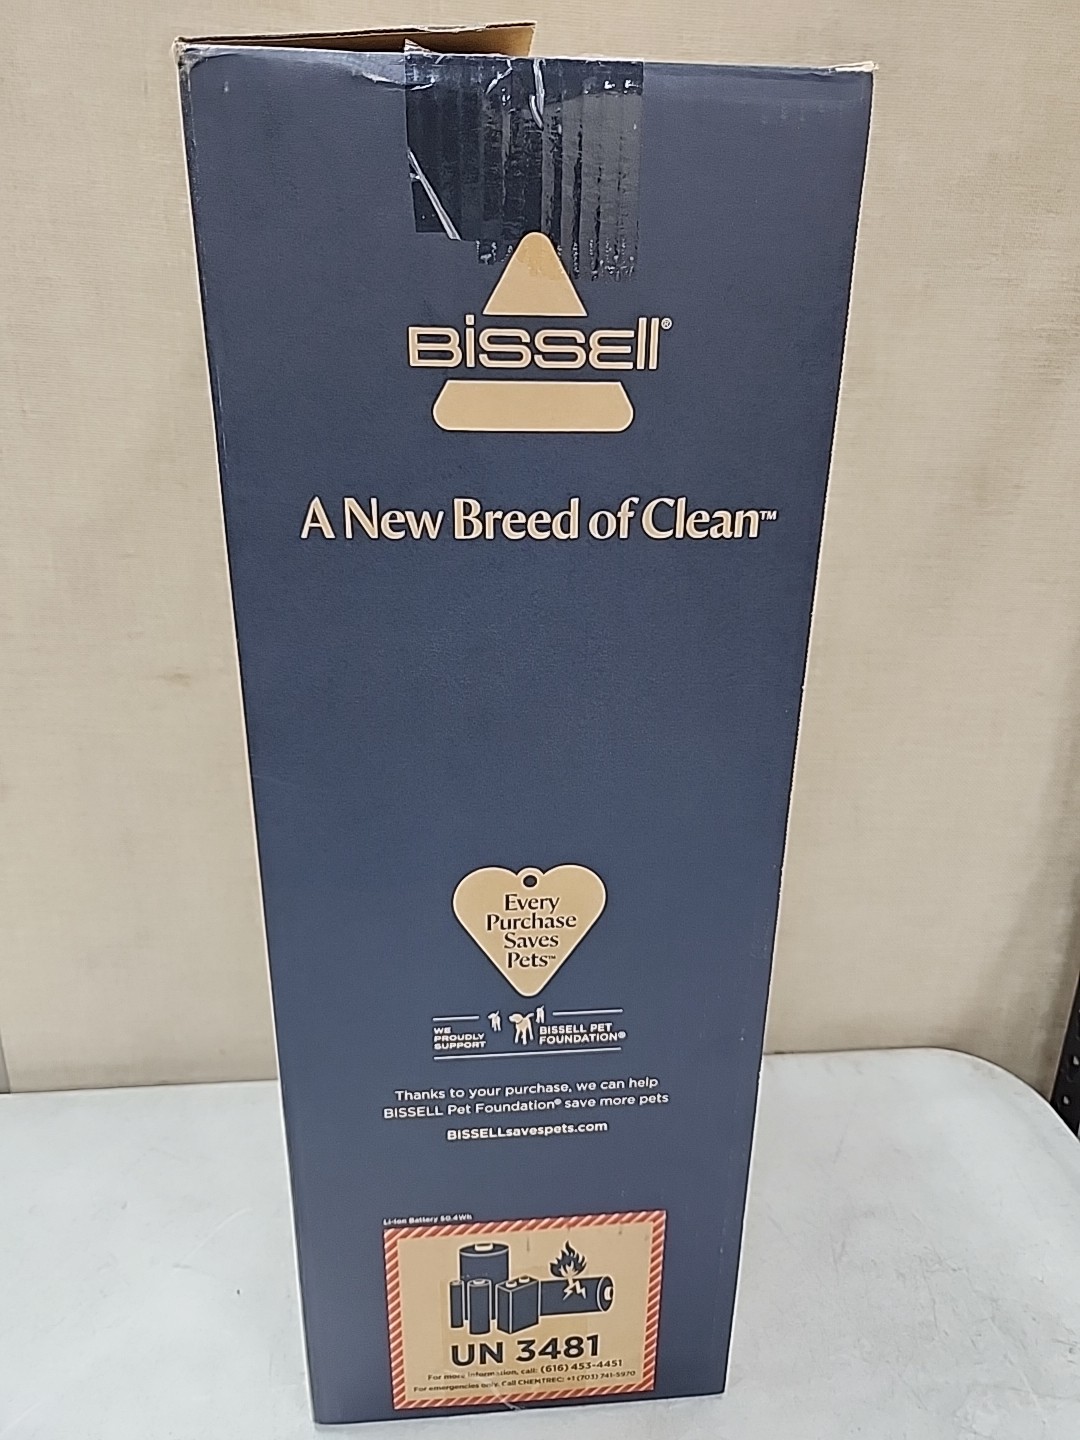 BISSELL®
A New Breed of Clean™
Every
Purchase
Saves
Pets™
WE
PROUDLY
SUPPORT
BISSELL PET
FOUNDATION®
Thanks to your purchase, we can help
BISSELL Pet Foundation® save more pets
BISSELLsavespets.com
Li-Ion Battery 50.4Wh
UN 3481
For more information, call: (616) 453-4451
For emergencies only, Call CHEMTREC: +1 (703) 741-5970